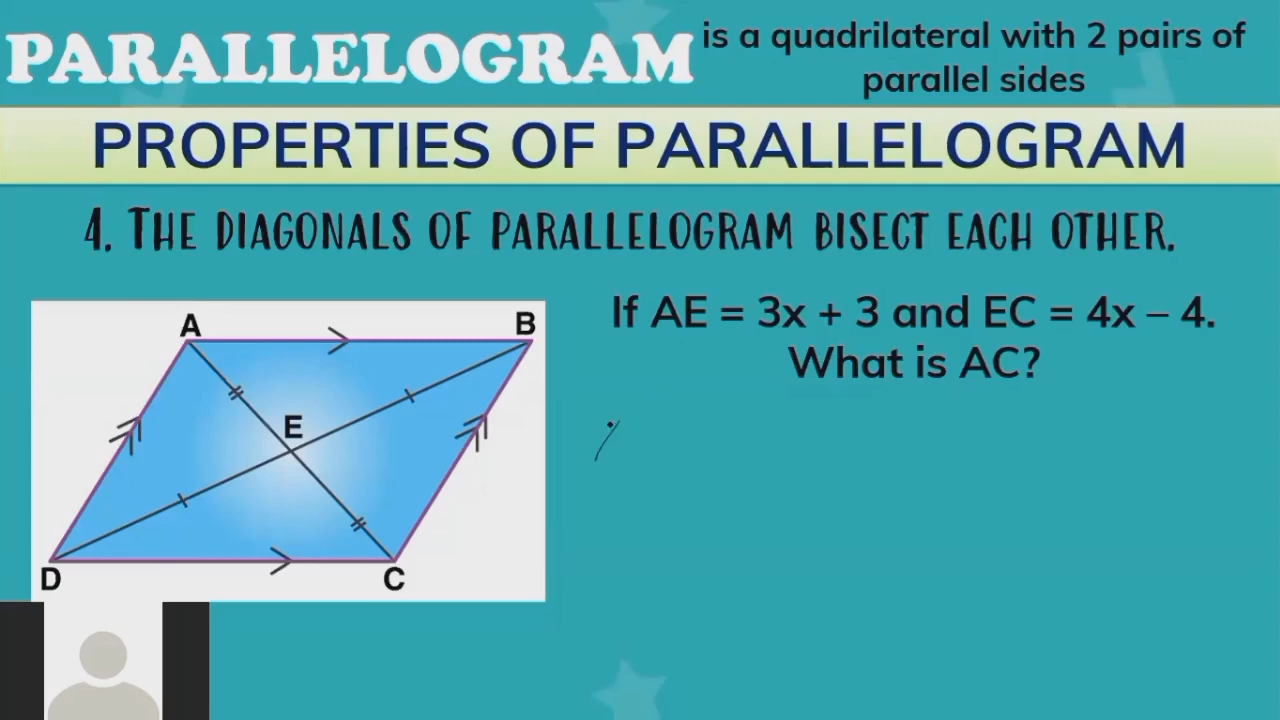 PARALLELOGRAM
is a quadrilateral with 2 pairs of
parallel sides
PROPERTIES OF PARALLELOGRAM
4. THE DIAGONALS OF PARALLELOGRAM BISECT EACH OTHER.
If AE = 3x + 3 and EC = 4x – 4.
What is AC?
A
B
E
D
C